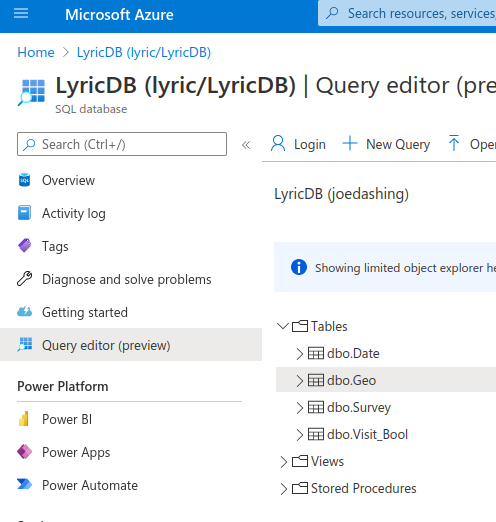 Microsoft Azure
Search resources, services,
Home > LyricDB (lyric/LyricDB)
LyricDB (lyric/LyricDB) | Query editor (pre
SQL database
Search (Ctrl+/)
«
Overview
Activity log
Tags
Diagnose and solve problems
Getting started
Query editor (preview)
Power Platform
Power BI
Power Apps
Power Automate
Login
New Query
Oper
LyricDB (joedashing)
Showing limited object explorer he
Tables
dbo.Date
dbo.Geo
dbo.Survey
dbo.Visit_Bool
Views
Stored Procedures